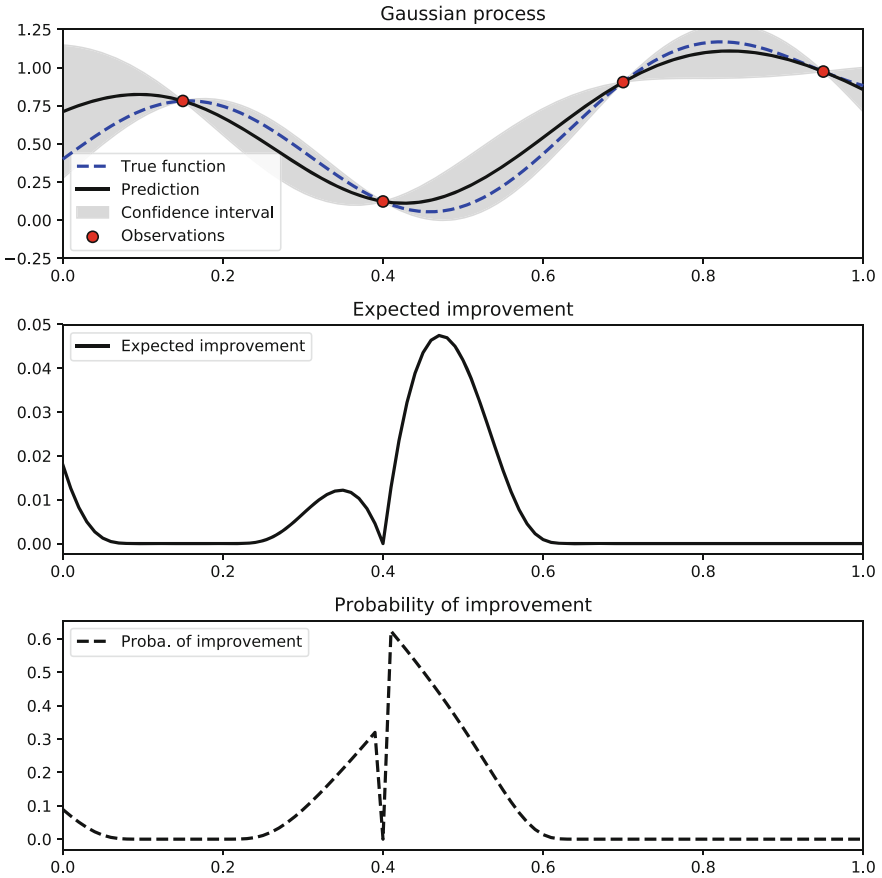 Gaussian process
1.25
1.00
0.75
0.50
0.25
0.00
−0.25
True function
Prediction
Confidence interval
Observations
0.0 0.2 0.4 0.6 0.8 1.0
Expected improvement
0.05
0.04
0.03
0.02
0.01
0.00
Expected improvement
0.0 0.2 0.4 0.6 0.8 1.0
Probability of improvement
0.6
0.5
0.4
0.3
0.2
0.1
0.0
Proba. of improvement
0.0 0.2 0.4 0.6 0.8 1.0